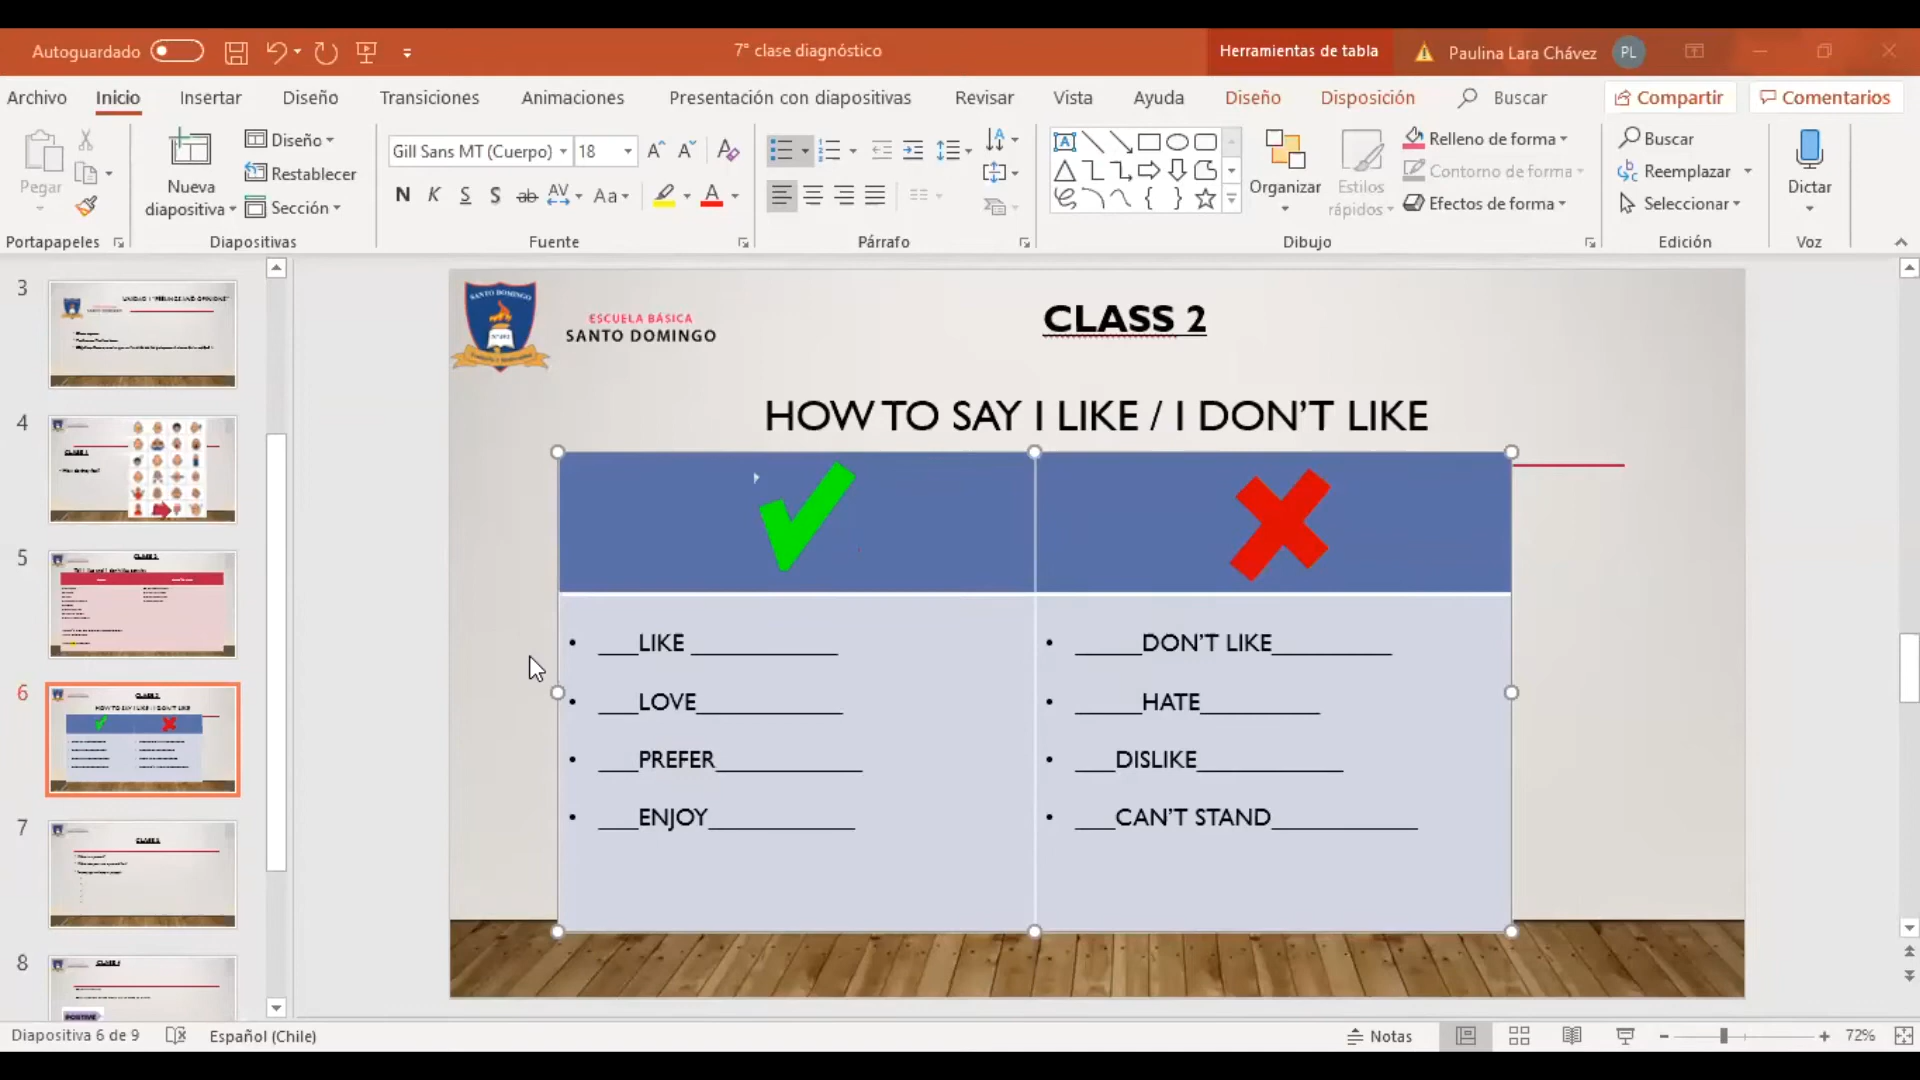 Autoguardado
7° clase diagnóstico
Herramientas de tabla
Paulina Lara Chávez
PL
Archivo
Inicio
Insertar
Diseño
Transiciones
Animaciones
Presentación con diapositivas
Revisar
Vista
Ayuda
Diseño
Disposición
Buscar
Compartir
Comentarios
Pegar
Nueva
diapositiva
Diseño
Restablecer
Sección
Gill Sans MT (Cuerpo)
18
N K S S ab AV Aa A
Organizar
Estilos
rápidos
Relleno de forma
Contorno de forma
Efectos de forma
Buscar
Reemplazar
Seleccionar
Dictar
Portapapeles
Diapositivas
Fuente
Párrafo
Dibujo
Edición
Voz
3
4
5
6
7
8
SANTO DOMINGO
ESCUELA BÁSICA
SANTO DOMINGO
CLASS 2
HOW TO SAY I LIKE / I DON'T LIKE
• ___LIKE ___________
• ___LOVE___________
• ___PREFER___________
• ___ENJOY___________
• _____DON'T LIKE_________
• _____HATE_________
• ___DISLIKE___________
• ___CAN'T STAND___________
Diapositiva 6 de 9
Español (Chile)
Notas
72%